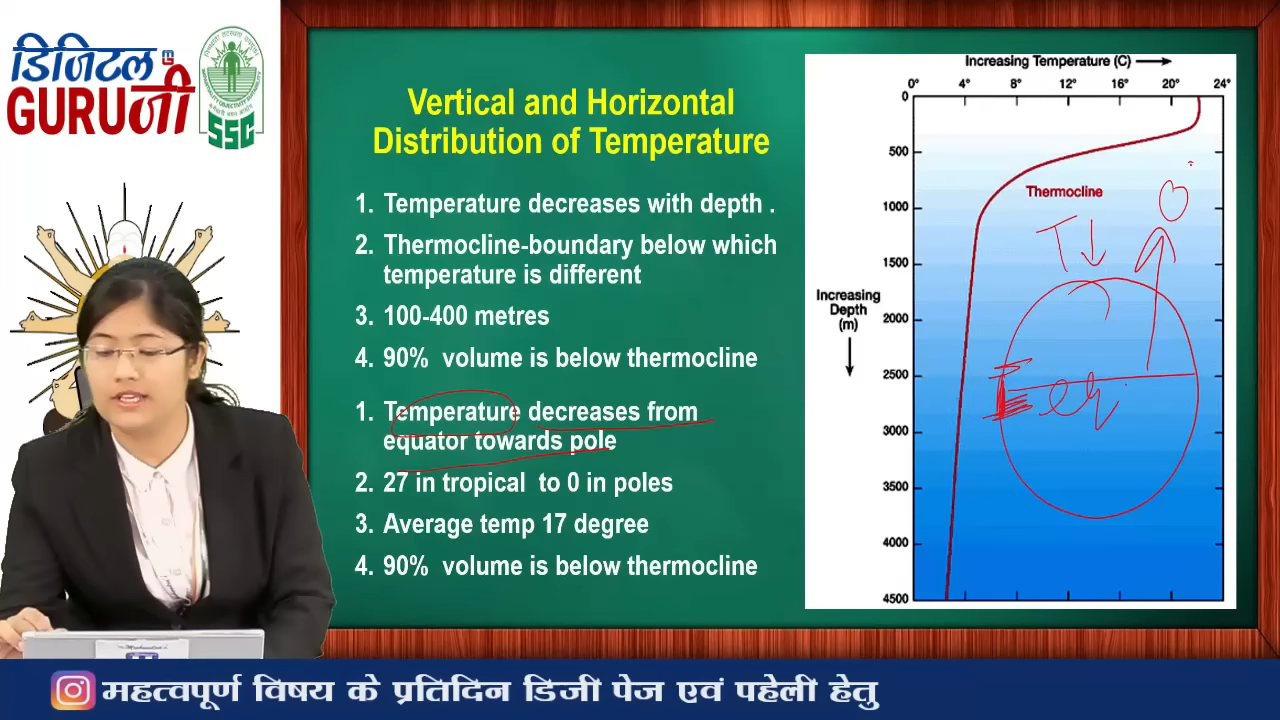 डिजिटल
GURUजी
SSC
Vertical and Horizontal
Distribution of Temperature
1. Temperature decreases with depth .
2. Thermocline-boundary below which
temperature is different
3. 100-400 metres
4. 90% volume is below thermocline
1. Temperature decreases from
equator towards pole
2. 27 in tropical to 0 in poles
3. Average temp 17 degree
4. 90% volume is below thermocline
Increasing Temperature (C)
0° 4° 8° 12° 16° 20° 24°
0
500
Thermocline
1000
T
1500
Increasing
Depth
(m)
2000
2500
eq
3000
3500
4000
4500
महत्वपूर्ण विषय के प्रतिदिन डिजी पेज एवं पहेली हेतु